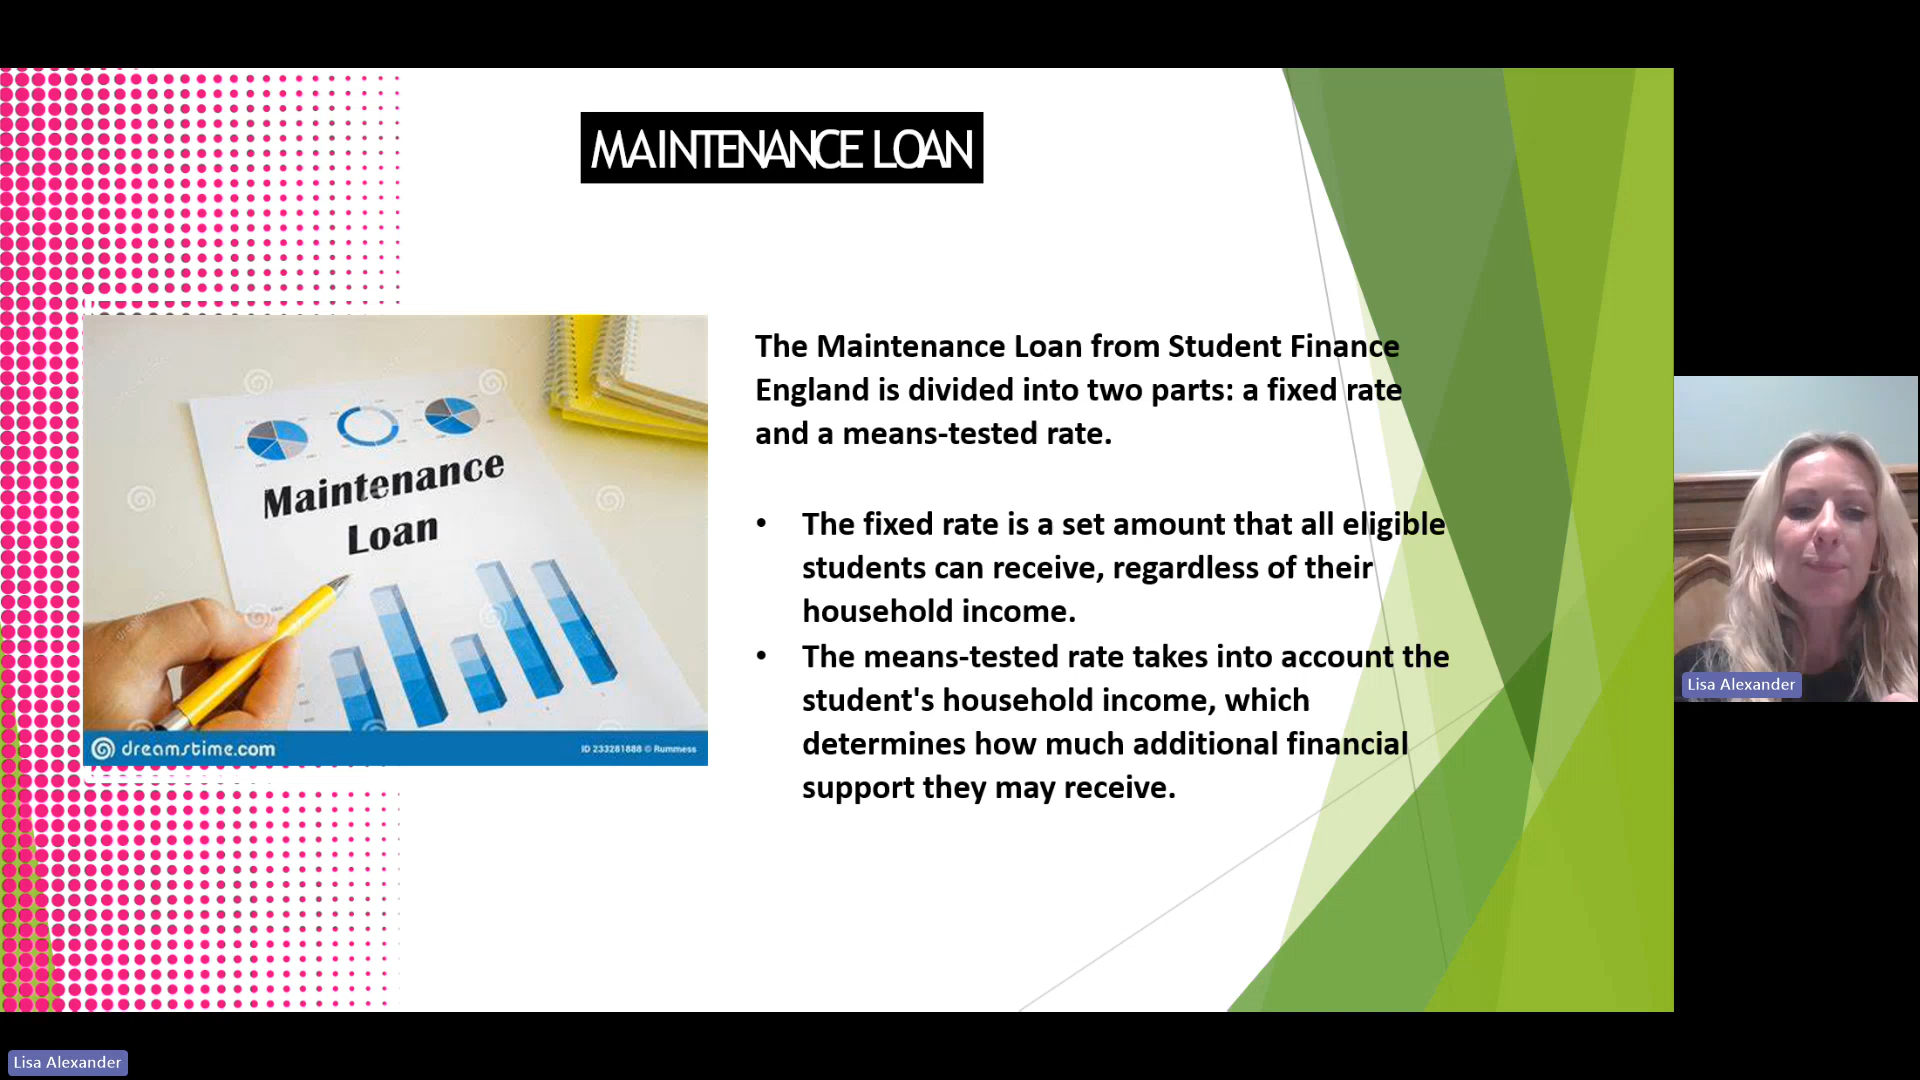 MAINTENANCE LOAN
Maintenance
Loan
dreamstime.com
ID 233281888 © Rummess
The Maintenance Loan from Student Finance
England is divided into two parts: a fixed rate
and a means-tested rate.
• The fixed rate is a set amount that all eligible
students can receive, regardless of their
household income.
• The means-tested rate takes into account the
student's household income, which
determines how much additional financial
support they may receive.
Lisa Alexander
Lisa Alexander